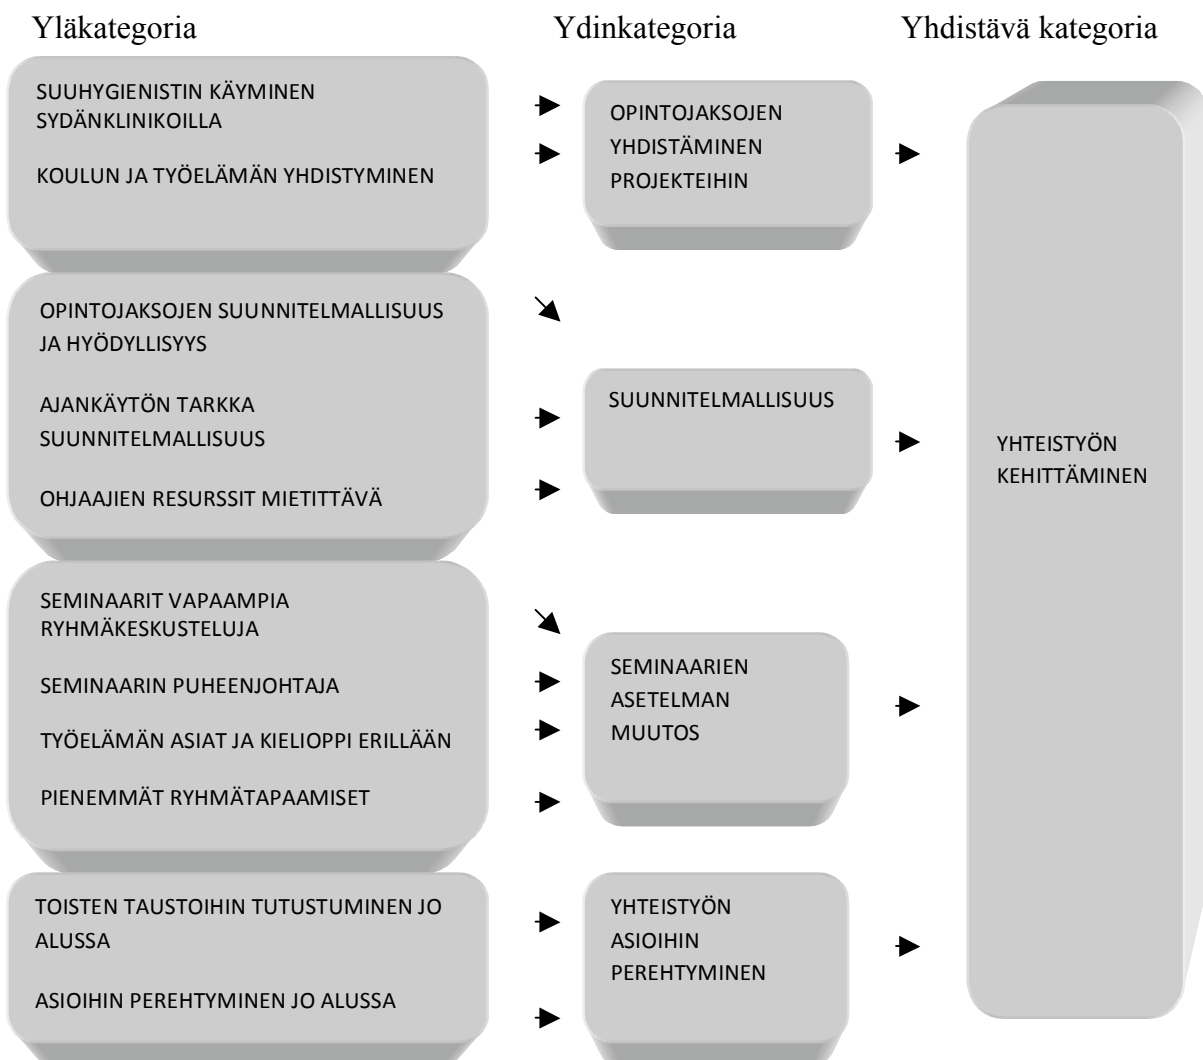 Yläkategoria
Ydinkategoria
Yhdistävä kategoria
SUUHYGIENISTIN KÄYMINEN
SYDÄNKLINIKOILLA
KOULUN JA TYÖELÄMÄN YHDISTYMINEN
OPINTOJAKSOJEN
YHDISTÄMINEN
PROJEKTEIHIN
OPINTOJAKSOJEN SUUNNITELMALLISUUS
JA HYÖDYLLISYYS
AJANKÄYTÖN TARKKA
SUUNNITELMALLISUUS
OHJAAJIEN RESURSSIT MIETITTÄVÄ
SUUNNITELMALLISUUS
SEMINAARIT VAPAAMPIA
RYHMÄKESKUSTELUJA
SEMINAARIN PUHEENJOHTAJA
TYÖELÄMÄN ASIAT JA KIELIOPPI ERILLÄÄN
PIENEMMÄT RYHMÄTAPAAMISET
SEMINAARIEN
ASETELMAN
MUUTOS
TOISTEN TAUSTOIHIN TUTUSTUMINEN JO
ALUSSA
ASIOIHIN PEREHTYMINEN JO ALUSSA
YHTEISTYÖN
ASIOIHIN
PEREHTYMINEN
YHTEISTYÖN
KEHITTÄMINEN